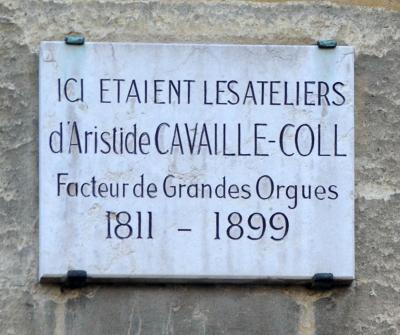 ICI ETAIENT LES ATELIERS
d'Aristide CAVAILLE-COLL
Facteur de Grandes Orgues
1811 - 1899